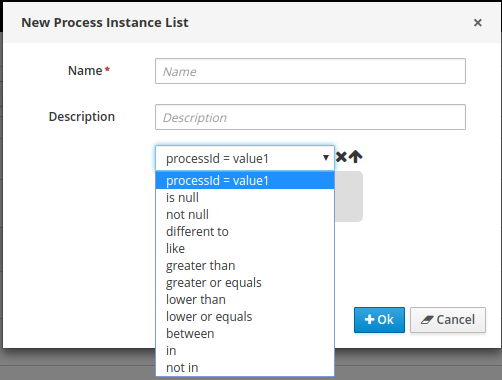 New Process Instance List ×
Name* Name
Description Description
processId = value1
processId = value1
is null
not null
different to
like
greater than
greater or equals
lower than
lower or equals
between
in
not in
+ Ok Cancel